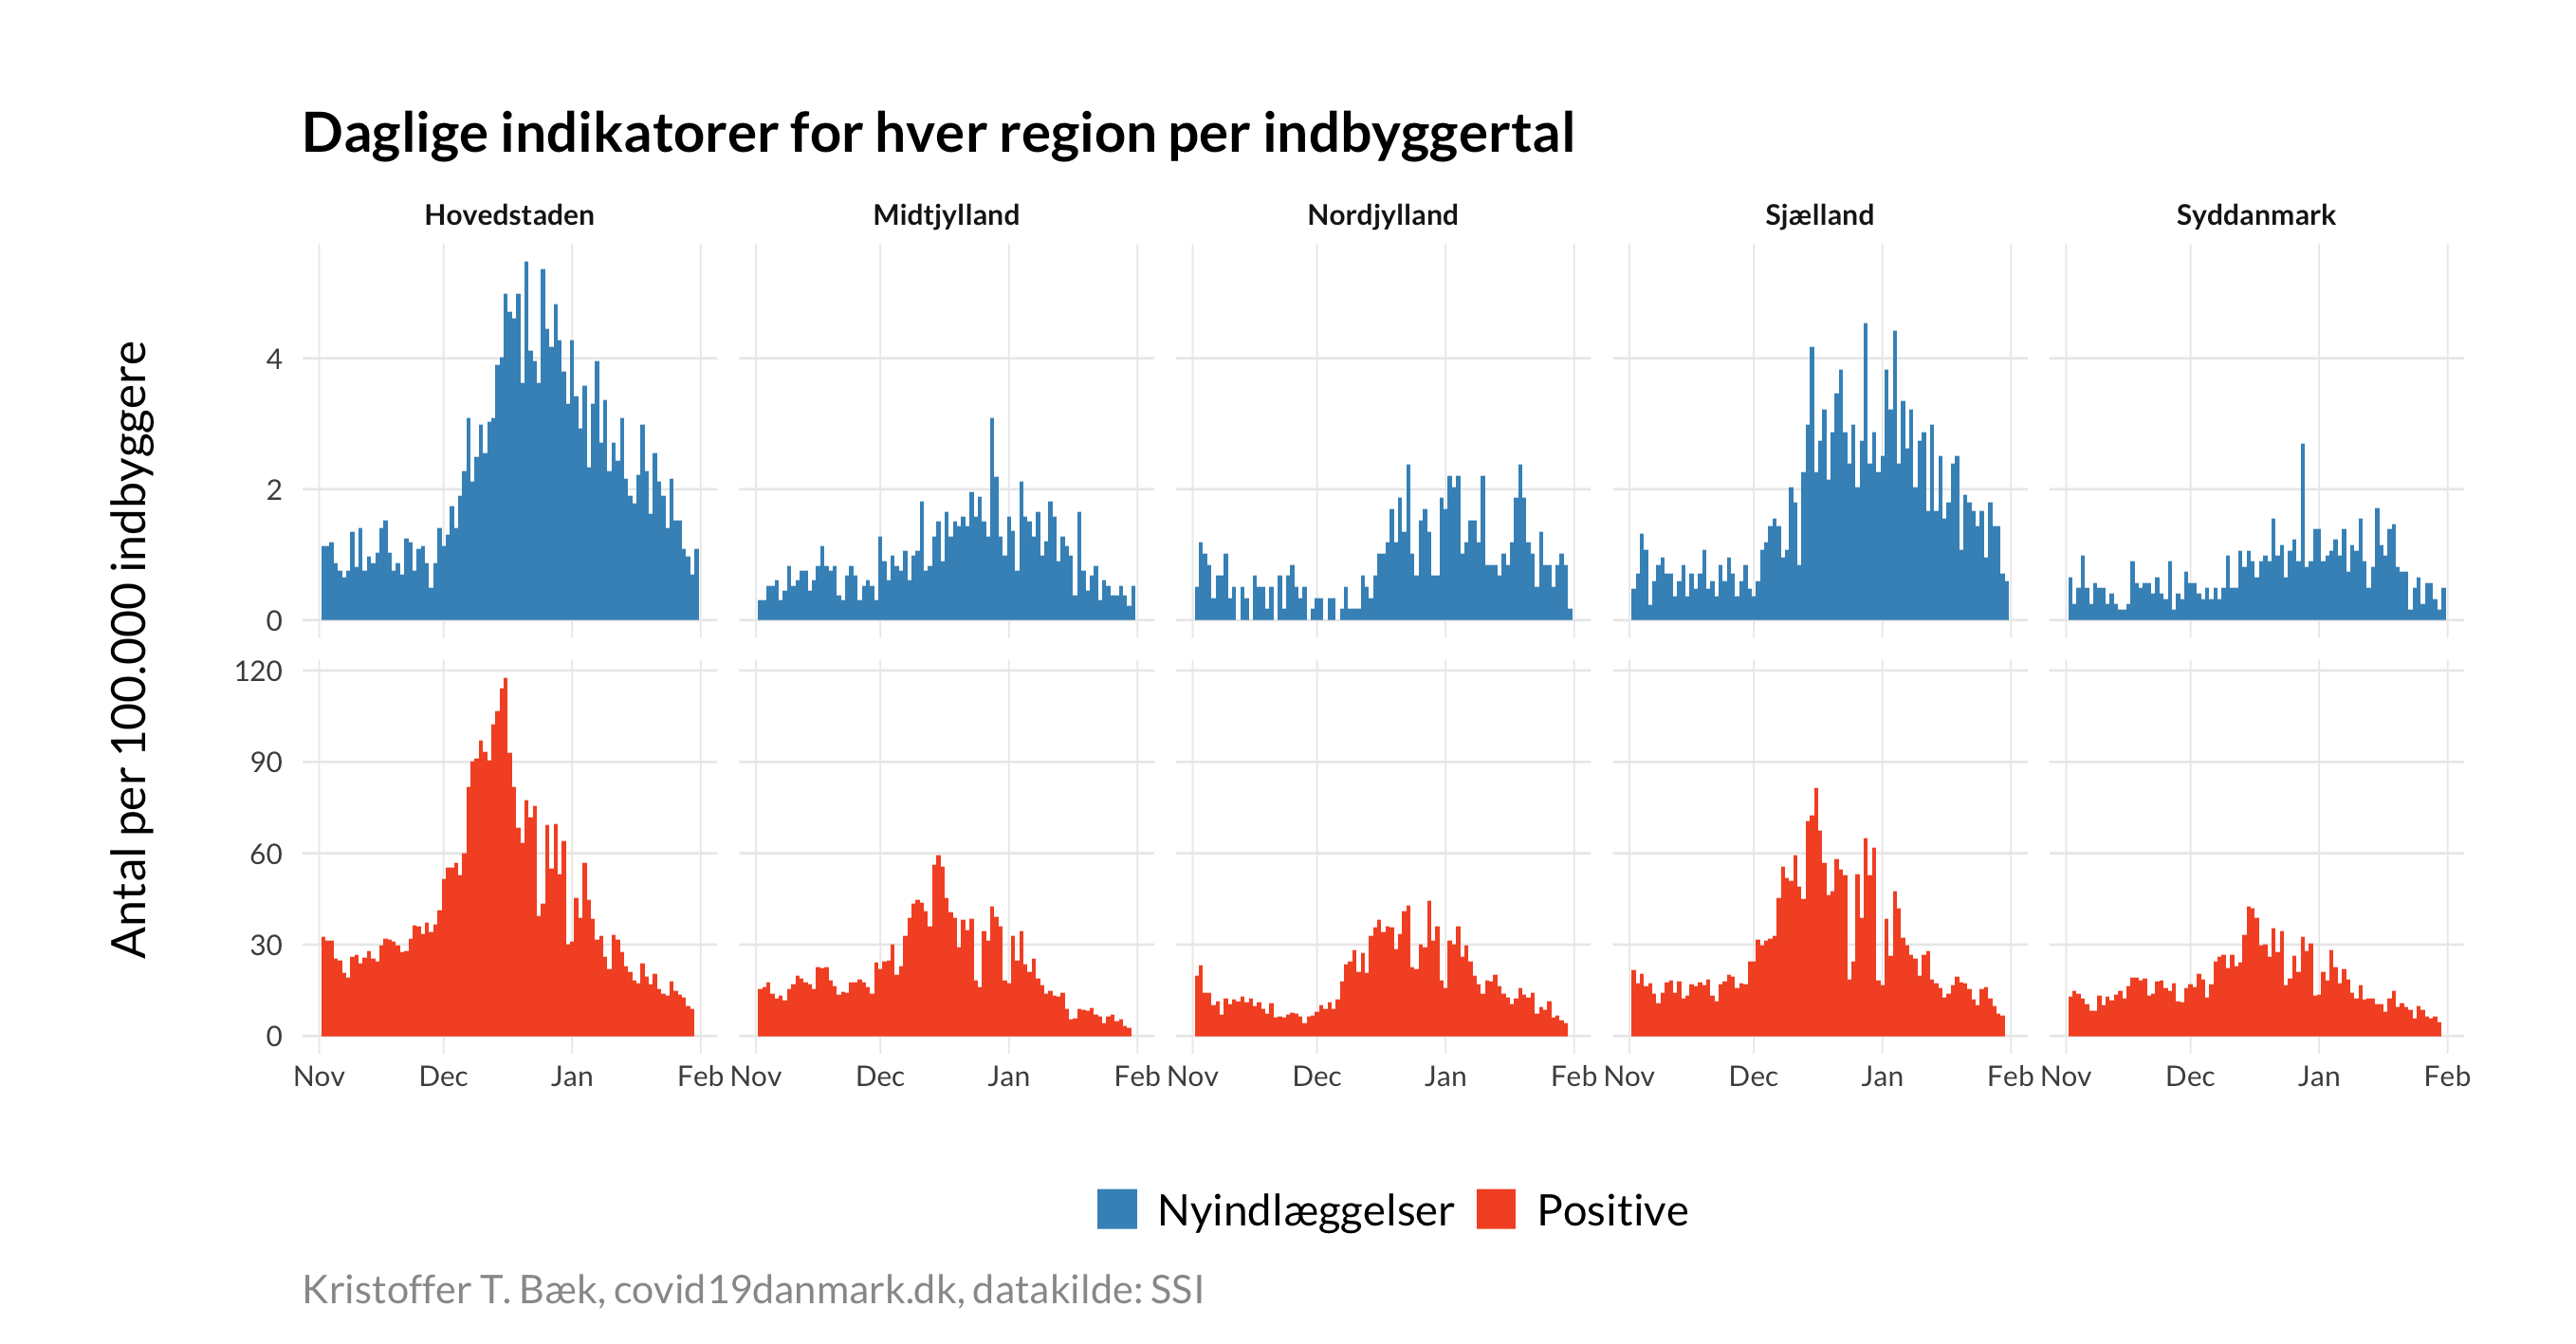 Daglige indikatorer for hver region per indbyggertal
Hovedstaden Midtjylland Nordjylland Sjælland Syddanmark
Antal per 100.000 indbyggere
4
2
0
120
90
60
30
0
Nov Dec Jan Feb Nov Dec Jan Feb Nov Dec Jan Feb Nov Dec Jan Feb Nov Dec Jan Feb
Nyindlæggelser Positive
Kristoffer T. Bæk, covid19danmark.dk, datakilde: SSI